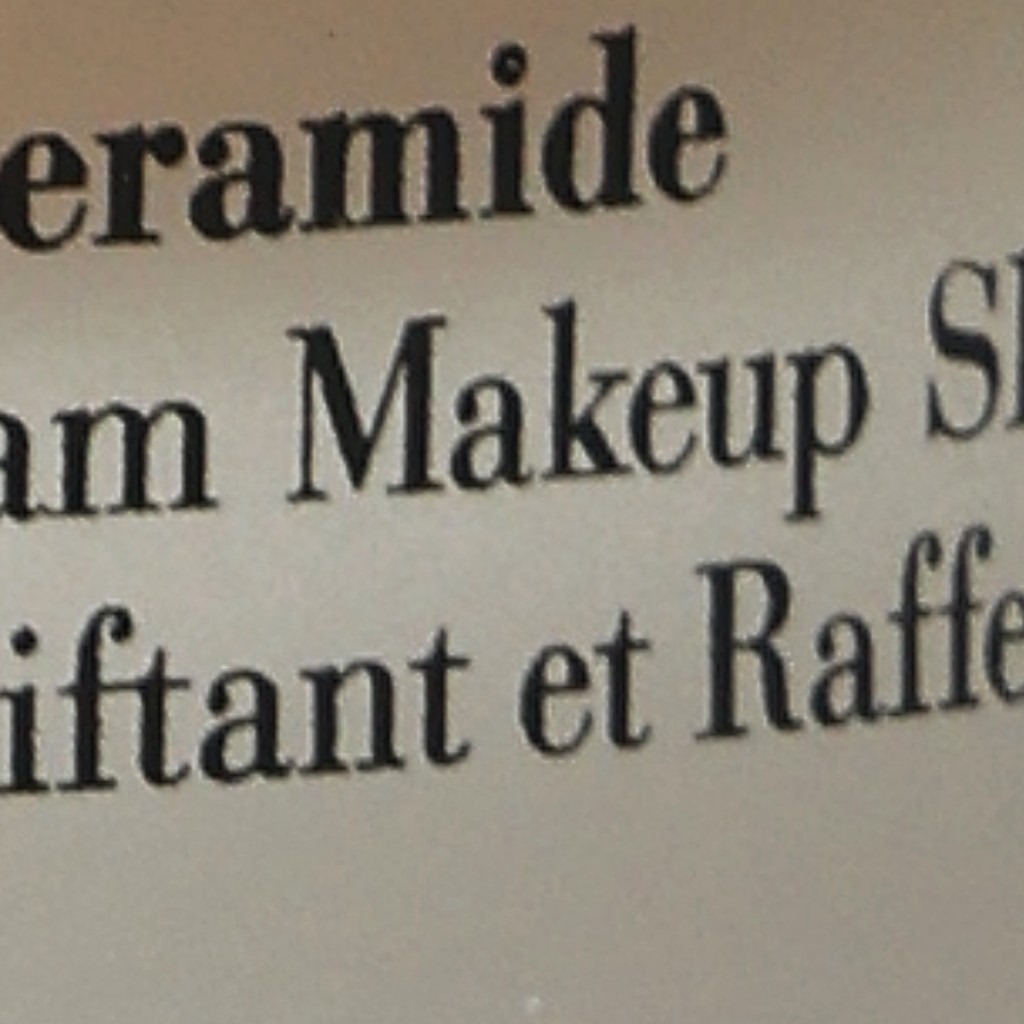 eramide
am Makeup S
iftant et Raffe